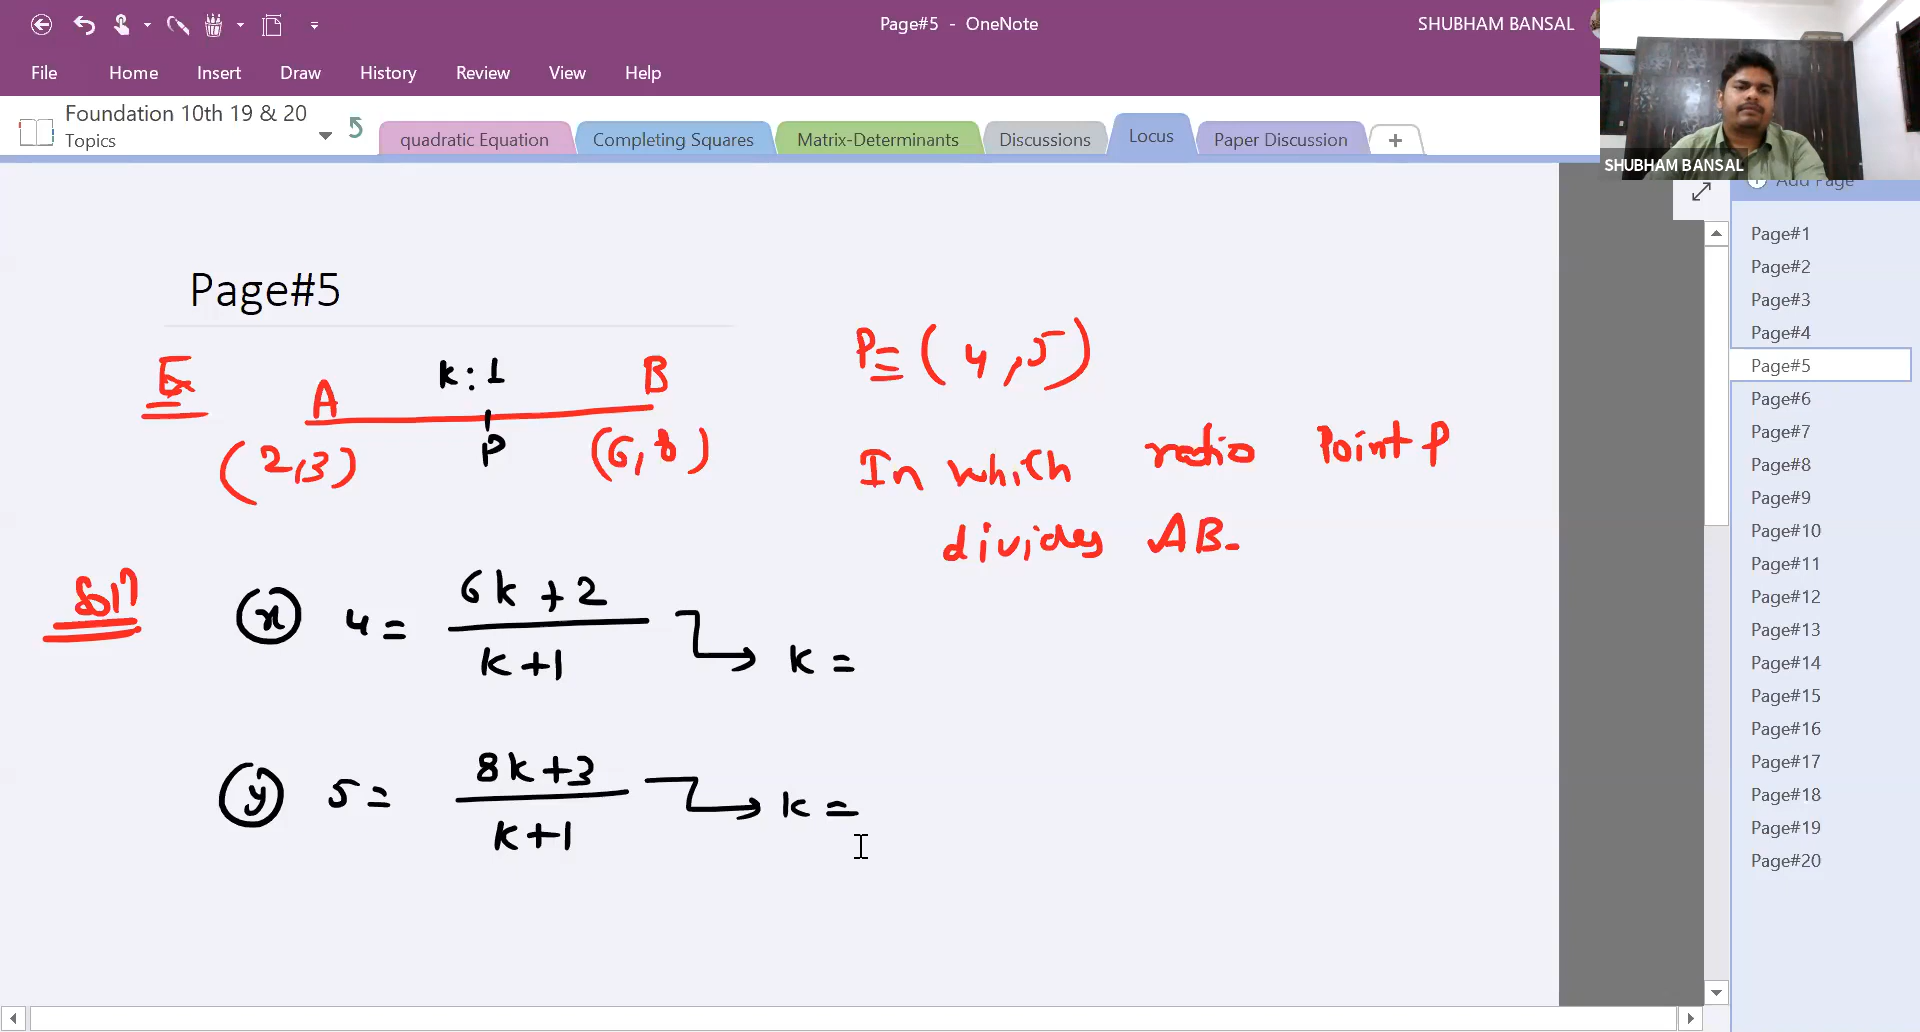 Page#5 - OneNote
SHUBHAM BANSAL
File Home Insert Draw History Review View Help
Foundation 10th 19 & 20
Topics
quadratic Equation
Completing Squares
Matrix-Determinants
Discussions
Locus
Paper Discussion
+
SHUBHAM BANSAL
Add Page
Page#1
Page#2
Page#3
Page#4
Page#5
Page#6
Page#7
Page#8
Page#9
Page#10
Page#11
Page#12
Page#13
Page#14
Page#15
Page#16
Page#17
Page#18
Page#19
Page#20
Page#5
Ex
A k:1 B
P
(2,3) (6,8)
P≡(4,5)
In which ratio Point P
divides AB.
Sol?
x 4 = (6k+2)/(k+1) → k =
y 5 = (8k+3)/(k+1) → k =